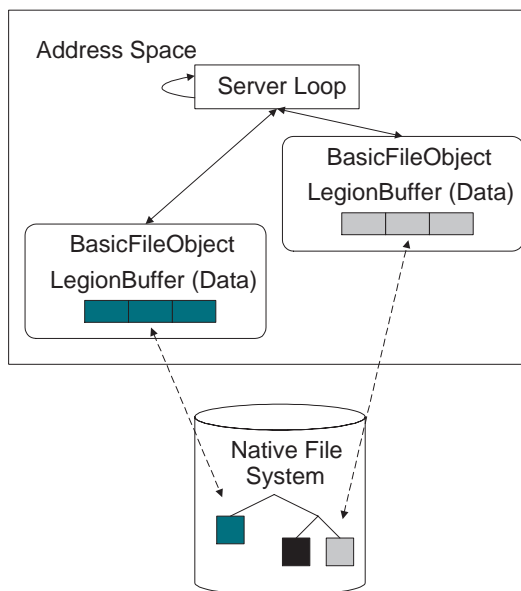 Address Space
Server Loop
BasicFileObject
LegionBuffer (Data)
BasicFileObject
LegionBuffer (Data)
Native File
System